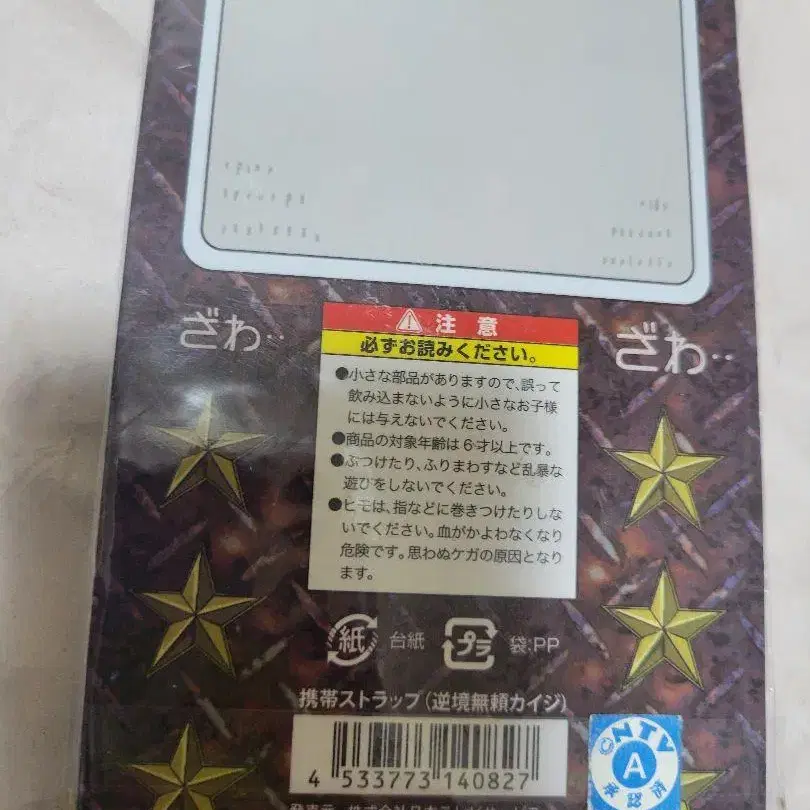 ざわ‥
ざわ‥
注意
必ずお読みください。
●小さな部品がありますので、誤って
飲み込まないように小さなお子様
には与えないでください。
●商品の対象年齢は6才以上です。
●ぶつけたり、ふりまわすなど乱暴な
遊びをしないでください。
●ヒモは、指などに巻きつけたりしな
いでください。血がかよわなくなり
危険です。思わぬケガの原因となり
ます。
紙 台紙 プラ 袋:PP
携帯ストラップ(逆境無頼カイジ)
4 533773 140827
©NTV
A
承認済